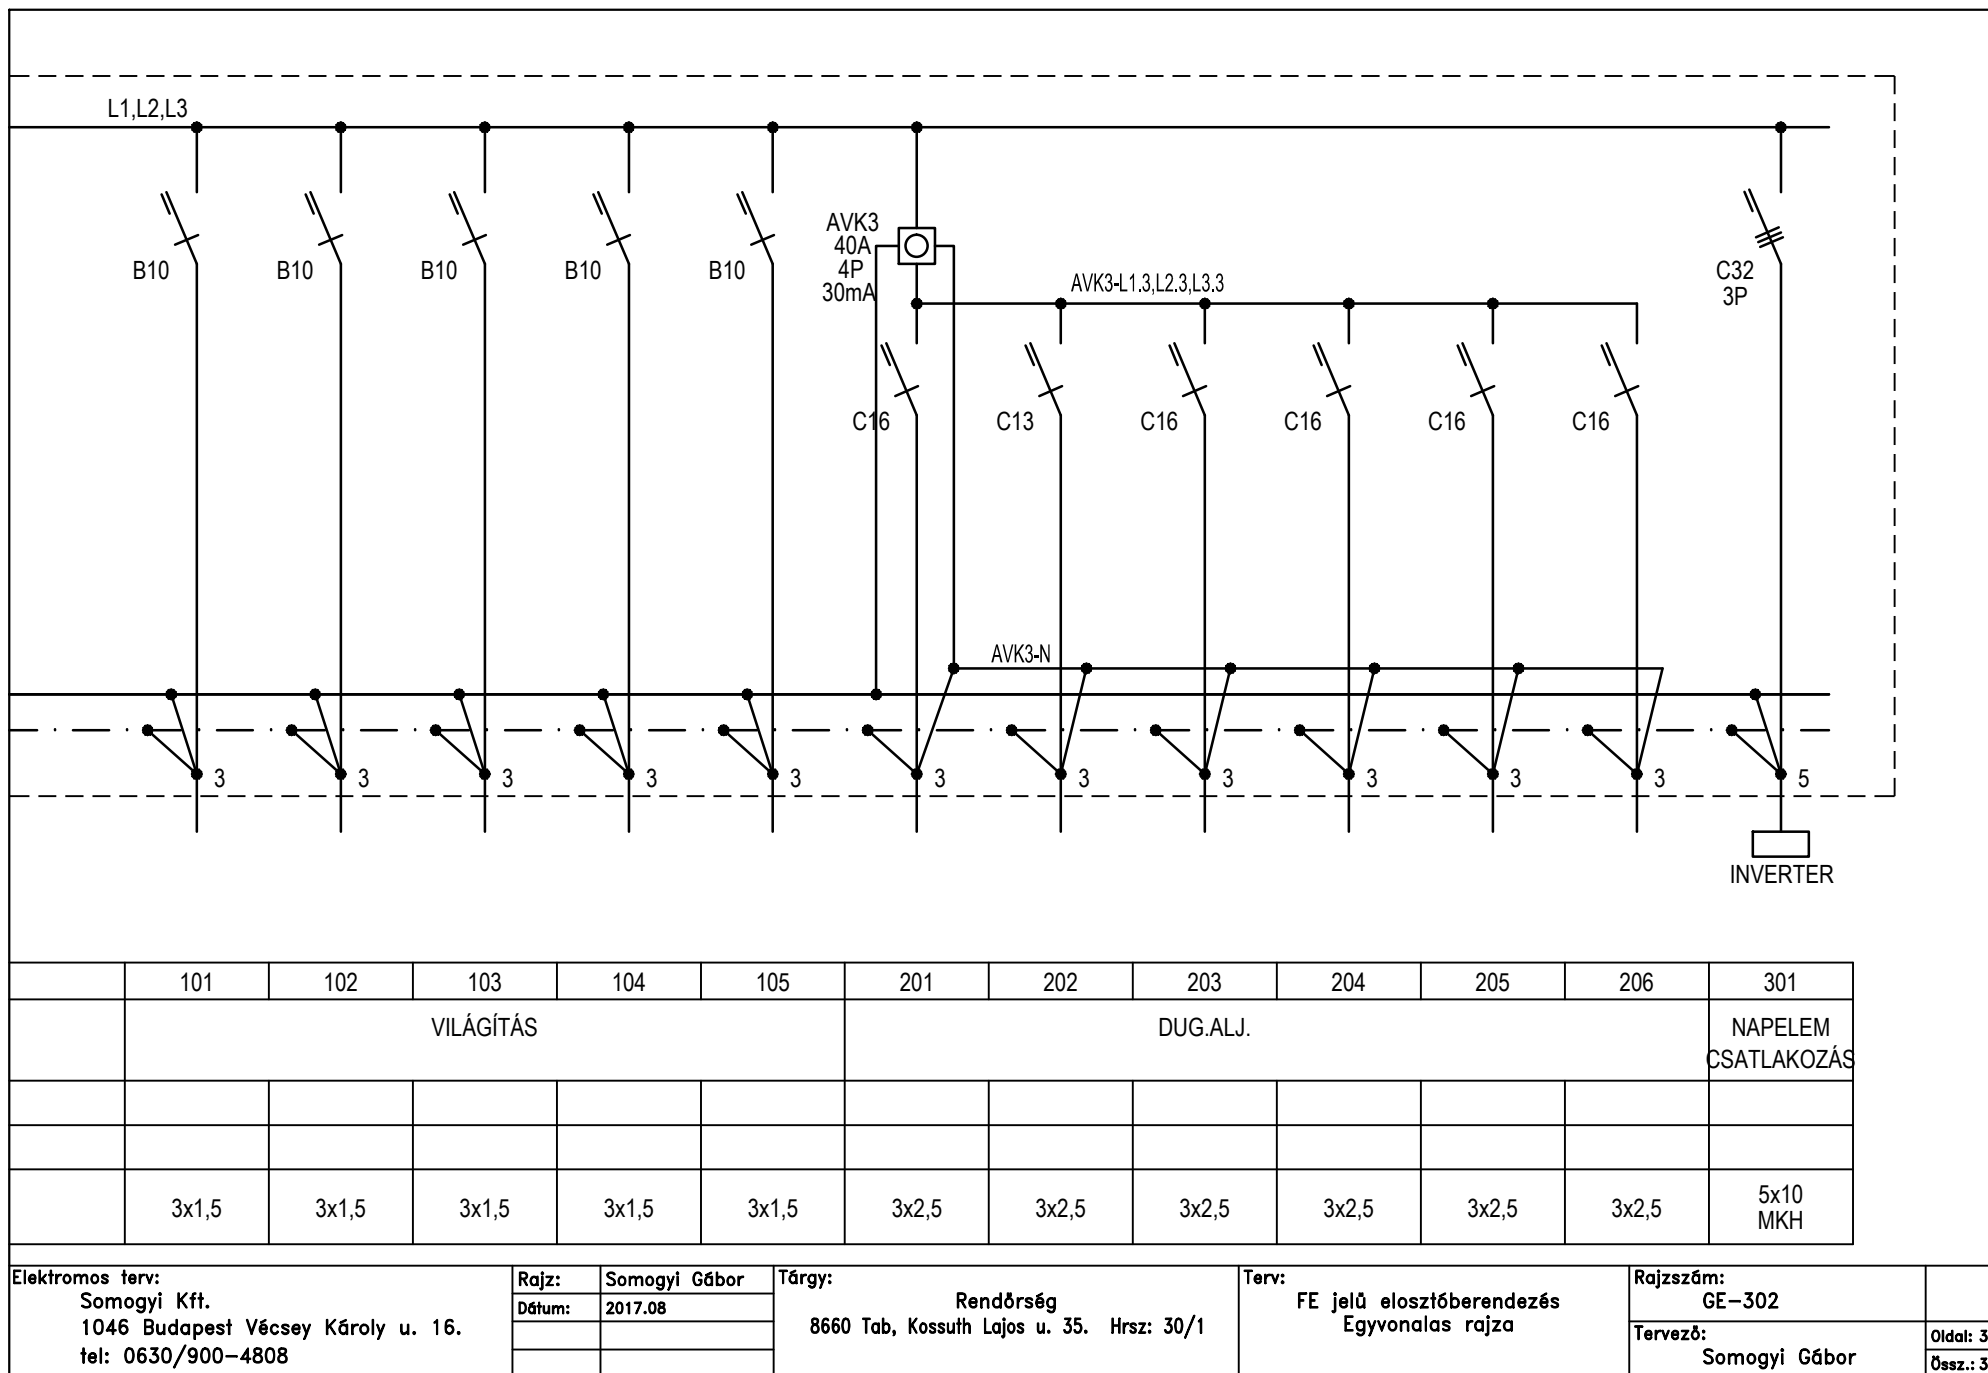 L1,L2,L3
B10
B10
B10
B10
B10
AVK3
40A
4P
30mA
AVK3-L1.3,L2.3,L3.3
C32
3P
C16
C13
C16
C16
C16
C16
AVK3-N
3
3
3
3
3
3
3
3
3
3
3
5
INVERTER
101 102 103 104 105 201 202 203 204 205 206 301
VILÁGÍTÁS DUG.ALJ. NAPELEM
CSATLAKOZÁS
3x1,5 3x1,5 3x1,5 3x1,5 3x1,5 3x2,5 3x2,5 3x2,5 3x2,5 3x2,5 3x2,5 5x10
MKH
Elektromos terv:
Somogyi Kft.
1046 Budapest Vécsey Károly u. 16.
tel: 0630/900-4808
Rajz: Somogyi Gábor
Dátum: 2017.08
Tárgy:
Rendőrség
8660 Tab, Kossuth Lajos u. 35. Hrsz: 30/1
Terv:
FE jelű elosztóberendezés
Egyvonalas rajza
Rajzszám:
GE-302
Tervező:
Somogyi Gábor
Oldal: 3
Össz.: 3